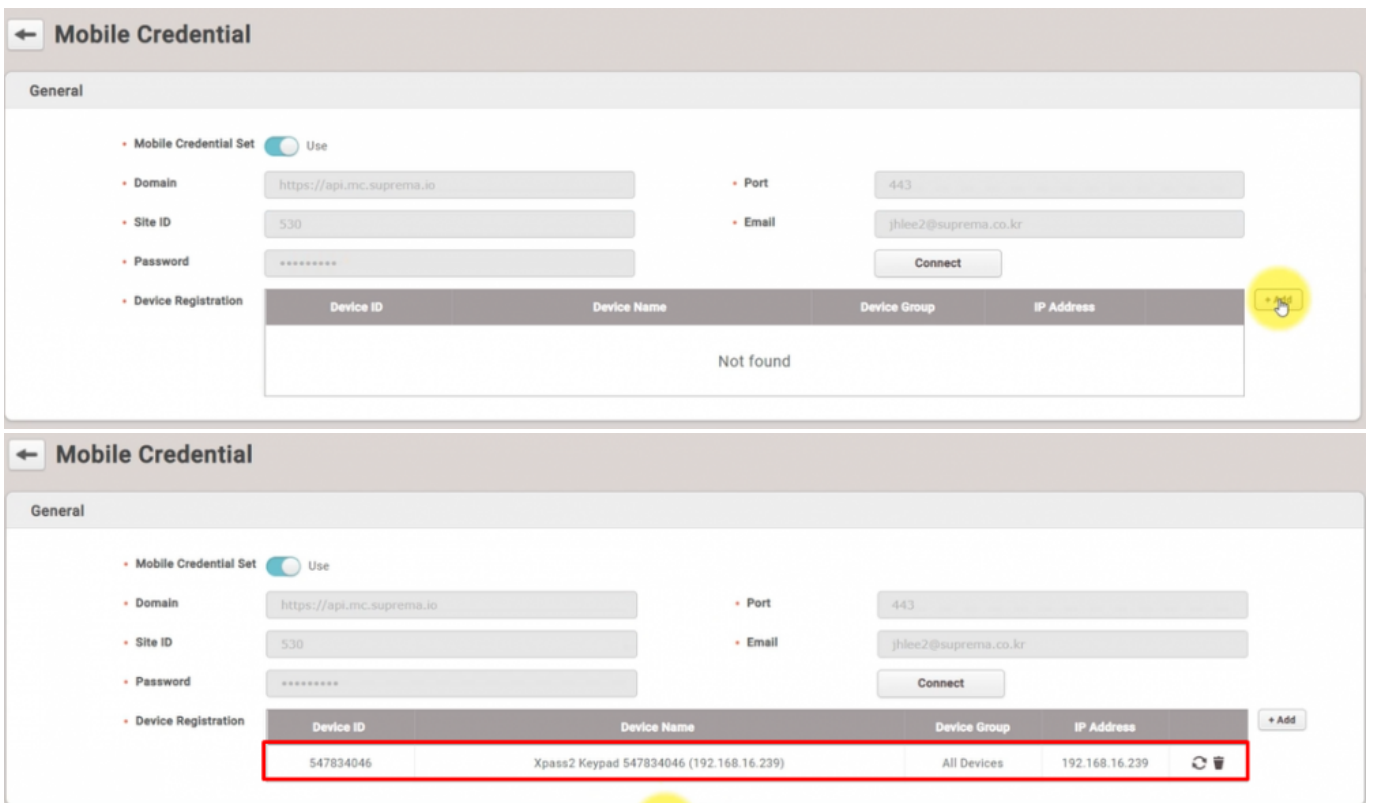 Mobile Credential
General
• Mobile Credential Set Use
• Domain https://api.mc.suprema.io • Port 443
• Site ID 530 • Email jhlee2@suprema.co.kr
• Password ••••••••• Connect
• Device Registration Device ID Device Name Device Group IP Address + Add
Not found
Mobile Credential
General
• Mobile Credential Set Use
• Domain https://api.mc.suprema.io • Port 443
• Site ID 530 • Email jhlee2@suprema.co.kr
• Password ••••••••• Connect
• Device Registration Device ID Device Name Device Group IP Address + Add
547834046 Xpass2 Keypad 547834046 (192.168.16.239) All Devices 192.168.16.239